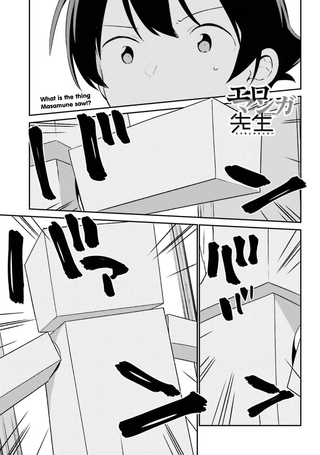 What is the thing
Masamune saw!?
エロ
マンガ
先生
バン
バン
バァン